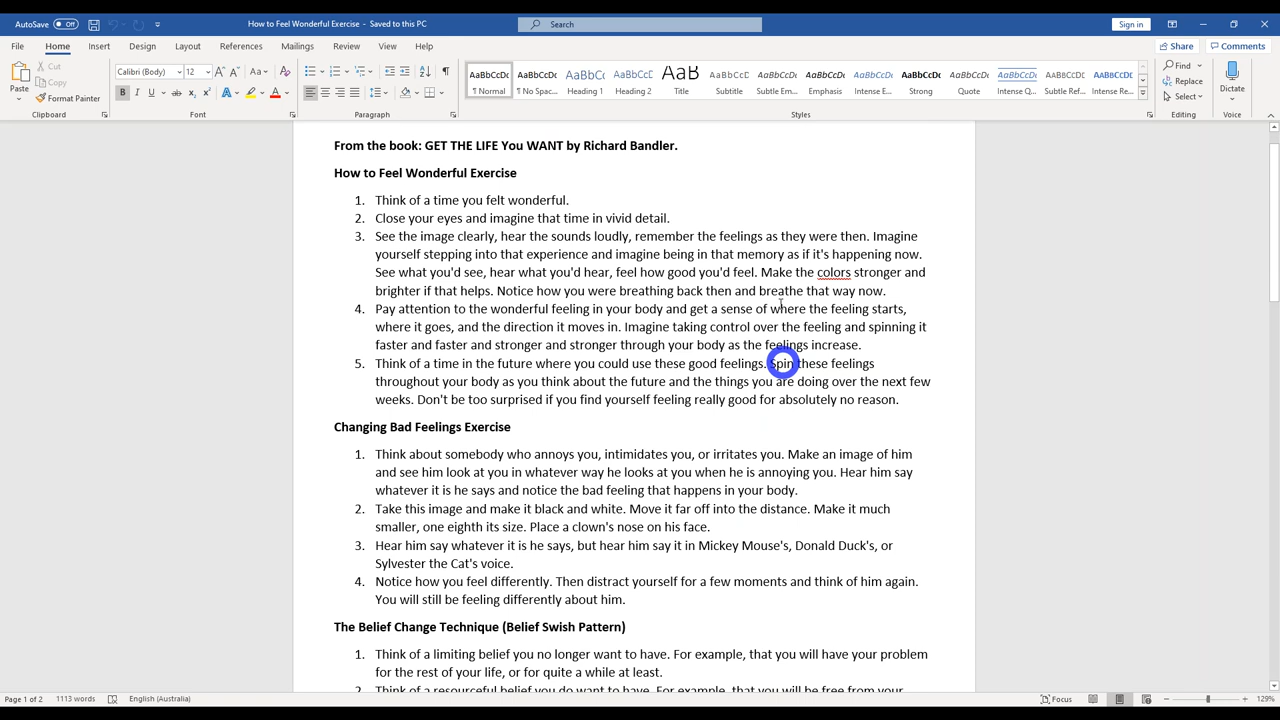 AutoSave Off How to Feel Wonderful Exercise - Saved to this PC Search Sign in
File Home Insert Design Layout References Mailings Review View Help Share Comments
Paste Cut Copy Format Painter
Calibri (Body) 12
AaBbCcDc AaBbCcDc AaBbCc AaBbCcC AaB AaBbCcD AaBbCcDc AaBbCcDc AaBbCcDc AaBbCcDc AaBbCcDc AaBbCcDc AaBbCcDc AaBbCcDc
¶ Normal ¶ No Spac... Heading 1 Heading 2 Title Subtitle Subtle Em... Emphasis Intense E... Strong Quote Intense Q... Subtle Ref... Intense Re...
Find Replace Select Dictate
Clipboard Font Paragraph Styles Editing Voice
From the book: GET THE LIFE You WANT by Richard Bandler.
How to Feel Wonderful Exercise
1. Think of a time you felt wonderful.
2. Close your eyes and imagine that time in vivid detail.
3. See the image clearly, hear the sounds loudly, remember the feelings as they were then. Imagine
yourself stepping into that experience and imagine being in that memory as if it's happening now.
See what you'd see, hear what you'd hear, feel how good you'd feel. Make the colors stronger and
brighter if that helps. Notice how you were breathing back then and breathe that way now.
4. Pay attention to the wonderful feeling in your body and get a sense of where the feeling starts,
where it goes, and the direction it moves in. Imagine taking control over the feeling and spinning it
faster and faster and stronger and stronger through your body as the feelings increase.
5. Think of a time in the future where you could use these good feelings. Spin these feelings
throughout your body as you think about the future and the things you are doing over the next few
weeks. Don't be too surprised if you find yourself feeling really good for absolutely no reason.
Changing Bad Feelings Exercise
1. Think about somebody who annoys you, intimidates you, or irritates you. Make an image of him
and see him look at you in whatever way he looks at you when he is annoying you. Hear him say
whatever it is he says and notice the bad feeling that happens in your body.
2. Take this image and make it black and white. Move it far off into the distance. Make it much
smaller, one eighth its size. Place a clown's nose on his face.
3. Hear him say whatever it is he says, but hear him say it in Mickey Mouse's, Donald Duck's, or
Sylvester the Cat's voice.
4. Notice how you feel differently. Then distract yourself for a few moments and think of him again.
You will still be feeling differently about him.
The Belief Change Technique (Belief Swish Pattern)
1. Think of a limiting belief you no longer want to have. For example, that you will have your problem
for the rest of your life, or for quite a while at least.
2. Think of a resourceful belief you do want to have. For example, that you will be free from your
Page 1 of 2 1113 words English (Australia) Focus 129%